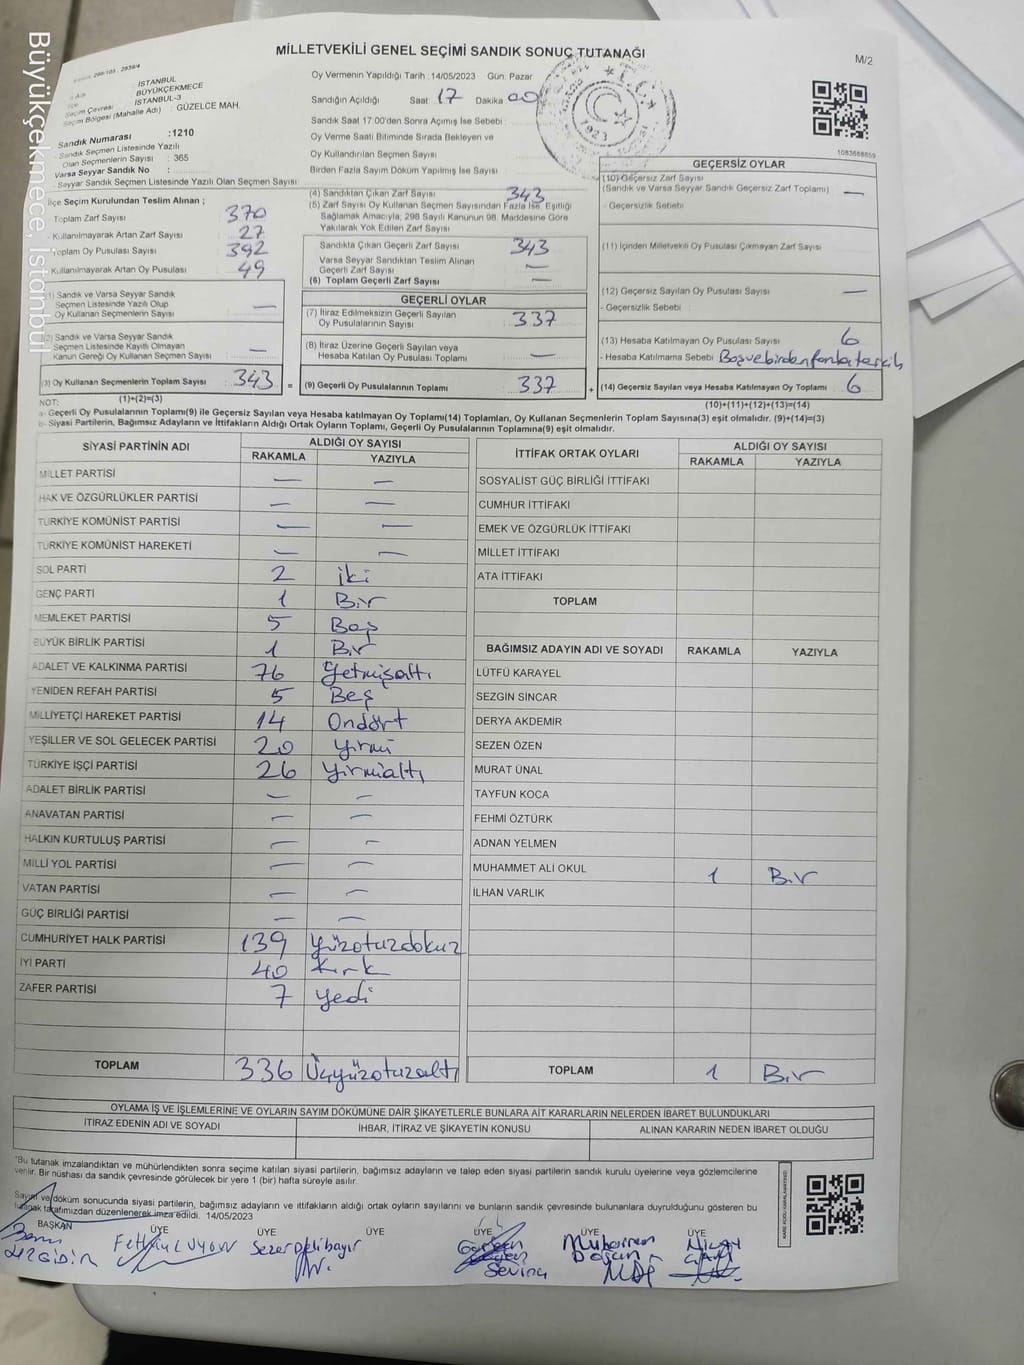 Büyükçekmece, İstanbul
MİLLETVEKİLİ GENEL SEÇİMİ SANDIK SONUÇ TUTANAĞI
M/2
İSTANBUL
BÜYÜKÇEKMECE
Seçim Çevresi : İSTANBUL-3
Seçim Bölgesi (Mahalle Adı) : GÜZELCE MAH.
Sandık Numarası :1210
Sandık Seçmen Listesinde Yazılı
Olan Seçmenlerin Sayısı : 365
Varsa Seyyar Sandık No :
Seyyar Sandık Seçmen Listesinde Yazılı Olan Seçmen Sayısı
Oy Vermenin Yapıldığı Tarih : 14/05/2023 Gün: Pazar
Sandığın Açıldığı Saat: 17 Dakika 00
Sandık Saat 17:00'den Sonra Açılmış İse Sebebi :
Oy Verme Saati Bitiminde Sırada Bekleyen ve
Oy Kullandırılan Seçmen Sayısı
Birden Fazla Sayım Döküm Yapılmış İse Sayısı
T.C.
1923
1083688859
İlçe Seçim Kurulundan Teslim Alınan ;
- Toplam Zarf Sayısı 370
- Kullanılmayarak Artan Zarf Sayısı 27
- Toplam Oy Pusulası Sayısı 392
- Kullanılmayarak Artan Oy Pusulası 49
(1) Sandık ve Varsa Seyyar Sandık
Seçmen Listesinde Yazılı Olup
Oy Kullanan Seçmenlerin Sayısı —
(2) Sandık ve Varsa Seyyar Sandık
Seçmen Listesinde Kayıtlı Olmayan
Kanun Gereği Oy Kullanan Seçmen Sayısı —
(3) Oy Kullanan Seçmenlerin Toplam Sayısı 343 =
(1)+(2)=(3)
(4) Sandıktan Çıkan Zarf Sayısı 343
(5) Zarf Sayısı Oy Kullanan Seçmen Sayısından Fazla İse, Eşitliği
Sağlamak Amacıyla, 298 Sayılı Kanunun 98. Maddesine Göre
Yakılarak Yok Edilen Zarf Sayısı
Sandıkta Çıkan Geçerli Zarf Sayısı 343
Varsa Seyyar Sandıktan Teslim Alınan
Geçerli Zarf Sayısı —
(6) Toplam Geçerli Zarf Sayısı —
GEÇERLİ OYLAR
(7) İtiraz Edilmeksizin Geçerli Sayılan
Oy Pusulalarının Sayısı 337
(8) İtiraz Üzerine Geçerli Sayılan veya
Hesaba Katılan Oy Pusulası Toplamı —
(9) Geçerli Oy Pusulalarının Toplamı 337 +
GEÇERSİZ OYLAR
(10) Geçersiz Zarf Sayısı
(Sandık ve Varsa Seyyar Sandık Geçersiz Zarf Toplamı) —
- Geçersizlik Sebebi
(11) İçinden Milletvekili Oy Pusulası Çıkmayan Zarf Sayısı
(12) Geçersiz Sayılan Oy Pusulası Sayısı —
- Geçersizlik Sebebi
(13) Hesaba Katılmayan Oy Pusulası Sayısı 6
- Hesaba Katılmama Sebebi Boş ve birden fazla tercih
(14) Geçersiz Sayılan veya Hesaba Katılmayan Oy Toplamı 6
(10)+(11)+(12)+(13)=(14)
NOT:
a- Geçerli Oy Pusulalarının Toplamı(9) ile Geçersiz Sayılan veya Hesaba katılmayan Oy Toplamı(14) Toplamları, Oy Kullanan Seçmenlerin Toplam Sayısına(3) eşit olmalıdır. (9)+(14)=(3)
b- Siyasi Partilerin, Bağımsız Adayların ve İttifakların Aldığı Ortak Oyların Toplamı, Geçerli Oy Pusulalarının Toplamına(9) eşit olmalıdır.
SİYASİ PARTİNİN ADI ALDIĞI OY SAYISI
RAKAMLA YAZIYLA
MİLLET PARTİSİ — —
HAK VE ÖZGÜRLÜKLER PARTİSİ — —
TÜRKİYE KOMÜNİST PARTİSİ — —
TÜRKİYE KOMÜNİST HAREKETİ — —
SOL PARTİ 2 iki
GENÇ PARTİ 1 Bir
MEMLEKET PARTİSİ 5 Beş
BÜYÜK BİRLİK PARTİSİ 1 Bir
ADALET VE KALKINMA PARTİSİ 76 Yetmişaltı
YENİDEN REFAH PARTİSİ 5 Beş
MİLLİYETÇİ HAREKET PARTİSİ 14 Ondört
YEŞİLLER VE SOL GELECEK PARTİSİ 20 Yirmi
TÜRKİYE İŞÇİ PARTİSİ 26 Yirmialtı
ADALET BİRLİK PARTİSİ — —
ANAVATAN PARTİSİ — —
HALKIN KURTULUŞ PARTİSİ — —
MİLLİ YOL PARTİSİ — —
VATAN PARTİSİ — —
GÜÇ BİRLİĞİ PARTİSİ — —
CUMHURİYET HALK PARTİSİ 139 Yüzotuzdokuz
İYİ PARTİ 40 Kırk
ZAFER PARTİSİ 7 yedi
TOPLAM 336 Üçyüzotuzaltı
İTTİFAK ORTAK OYLARI ALDIĞI OY SAYISI
RAKAMLA YAZIYLA
SOSYALİST GÜÇ BİRLİĞİ İTTİFAKI
CUMHUR İTTİFAKI
EMEK VE ÖZGÜRLÜK İTTİFAKI
MİLLET İTTİFAKI
ATA İTTİFAKI
TOPLAM
BAĞIMSIZ ADAYIN ADI VE SOYADI RAKAMLA YAZIYLA
LÜTFÜ KARAYEL
SEZGİN SİNCAR
DERYA AKDEMİR
SEZEN ÖZEN
MURAT ÜNAL
TAYFUN KOCA
FEHMİ ÖZTÜRK
ADNAN YELMEN
MUHAMMET ALİ OKUL 1 Bir
İLHAN VARLIK
TOPLAM 1 Bir
OYLAMA İŞ VE İŞLEMLERİNE VE OYLARIN SAYIM DÖKÜMÜNE DAİR ŞİKAYETLERLE BUNLARA AİT KARARLARIN NELERDEN İBARET BULUNDUKLARI
İTİRAZ EDENİN ADI VE SOYADI İHBAR, İTİRAZ VE ŞİKAYETİN KONUSU ALINAN KARARIN NEDEN İBARET OLDUĞU
"Bu tutanak imzalandıktan ve mühürlendikten sonra seçime katılan siyasi partilerin, bağımsız adayların ve talep eden siyasi partilerin sandık kurulu üyelerine veya gözlemcilerine
verilir. Bir nüshası da sandık çevresinde görülecek bir yere 1 (bir) hafta süreyle asılır.
Sayım ve döküm sonucunda siyasi partilerin, bağımsız adayların ve ittifakların aldığı ortak oyların sayılarını ve bunların sandık çevresinde bulunanlara duyrulduğunu gösteren bu
tutanak tarafımızdan düzenlenerek imza edildi. 14/05/2023
BAŞKAN ÜYE ÜYE ÜYE ÜYE ÜYE ÜYE
Sezer Delibayır
Sevinç
Muharrem
Doğan